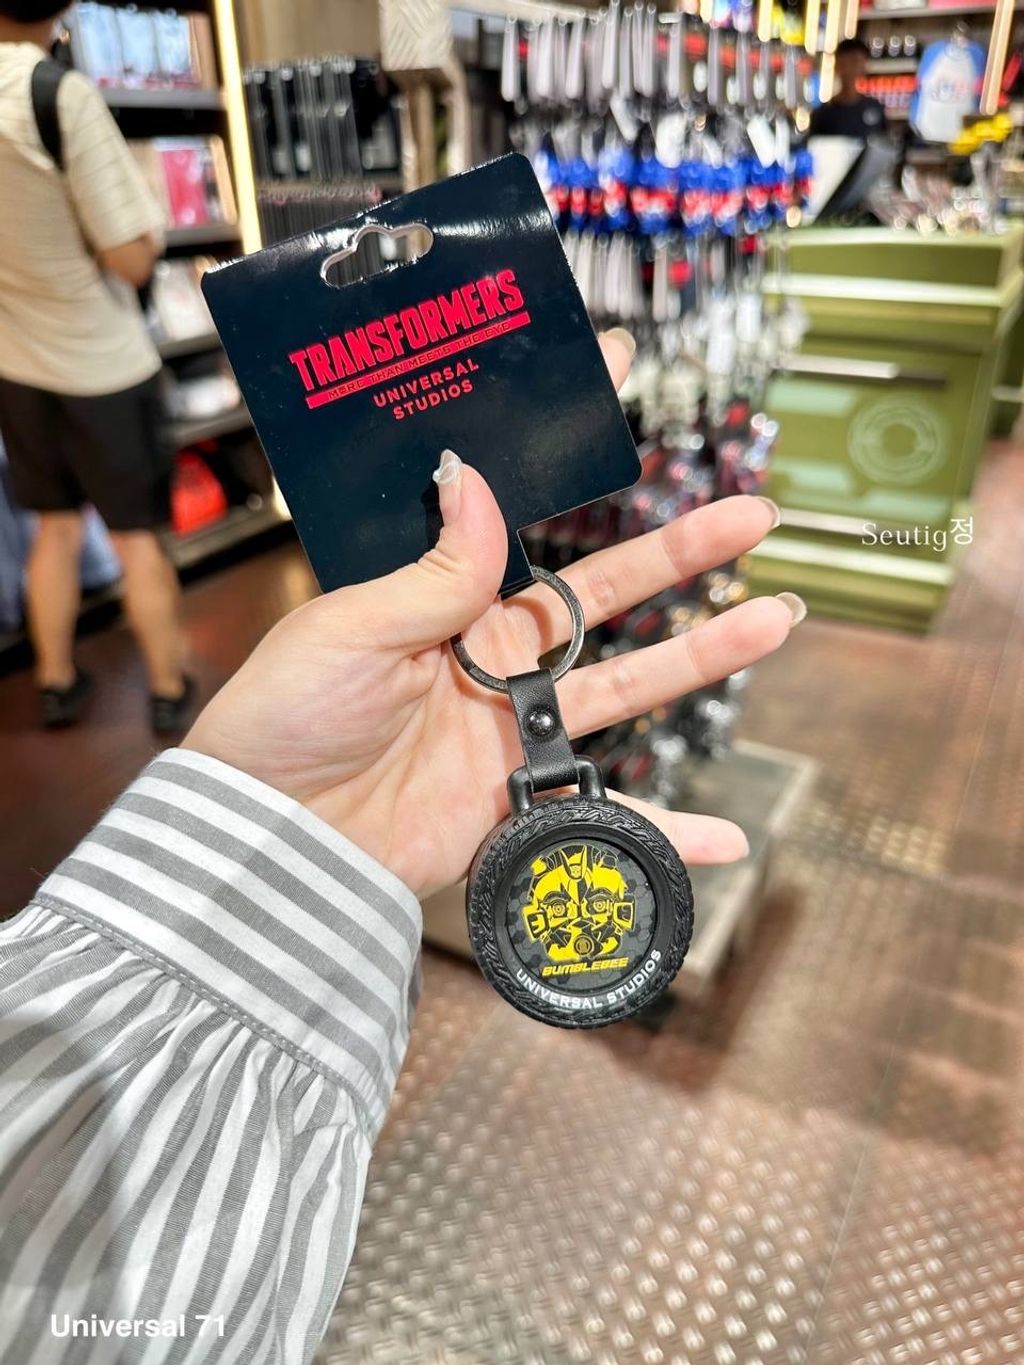 TRANSFORMERS
MORE THAN MEETS THE EYE
UNIVERSAL
STUDIOS
Seutig정
BUMBLEBEE
UNIVERSAL STUDIOS
Universal 71